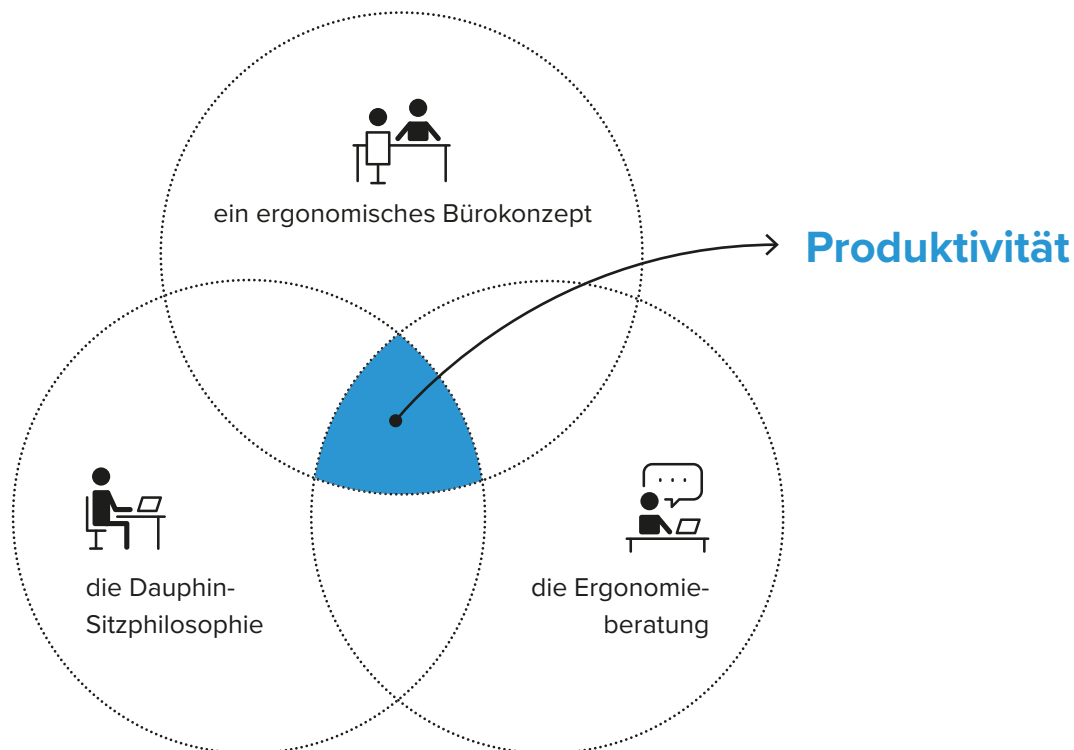 ein ergonomisches Bürokonzept
Produktivität
die Dauphin-
Sitzphilosophie
die Ergonomie-
beratung